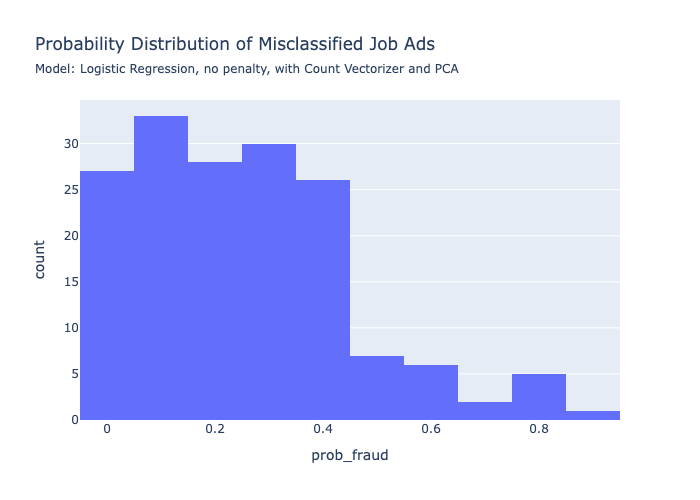 Probability Distribution of Misclassified Job Ads
Model: Logistic Regression, no penalty, with Count Vectorizer and PCA
30
25
20
15
10
5
0
count
0 0.2 0.4 0.6 0.8
prob_fraud